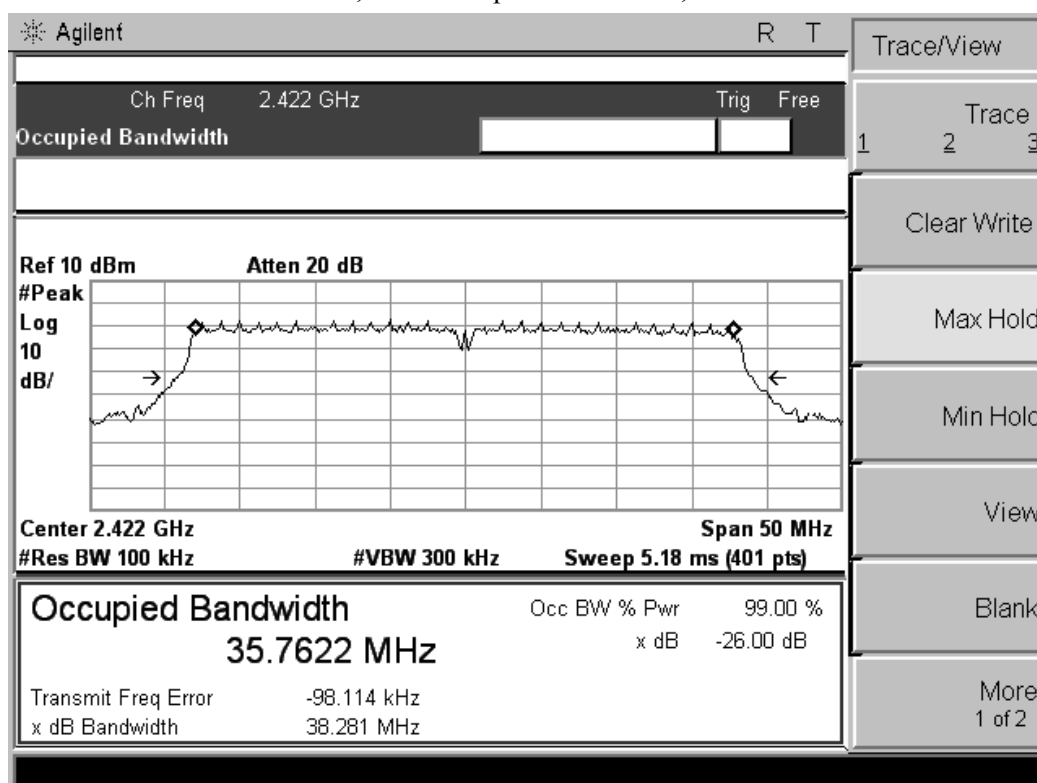 Agilent R T
Trace/View
Ch Freq 2.422 GHz Trig Free
Occupied Bandwidth
Trace
1 2 3
Clear Write
Ref 10 dBm Atten 20 dB
#Peak
Log
10
dB/
Max Hold
Min Hold
View
Center 2.422 GHz Span 50 MHz
#Res BW 100 kHz #VBW 300 kHz Sweep 5.18 ms (401 pts)
Occupied Bandwidth Occ BW % Pwr 99.00 %
35.7622 MHz x dB -26.00 dB
Blank
Transmit Freq Error -98.114 kHz
x dB Bandwidth 38.281 MHz
More
1 of 2